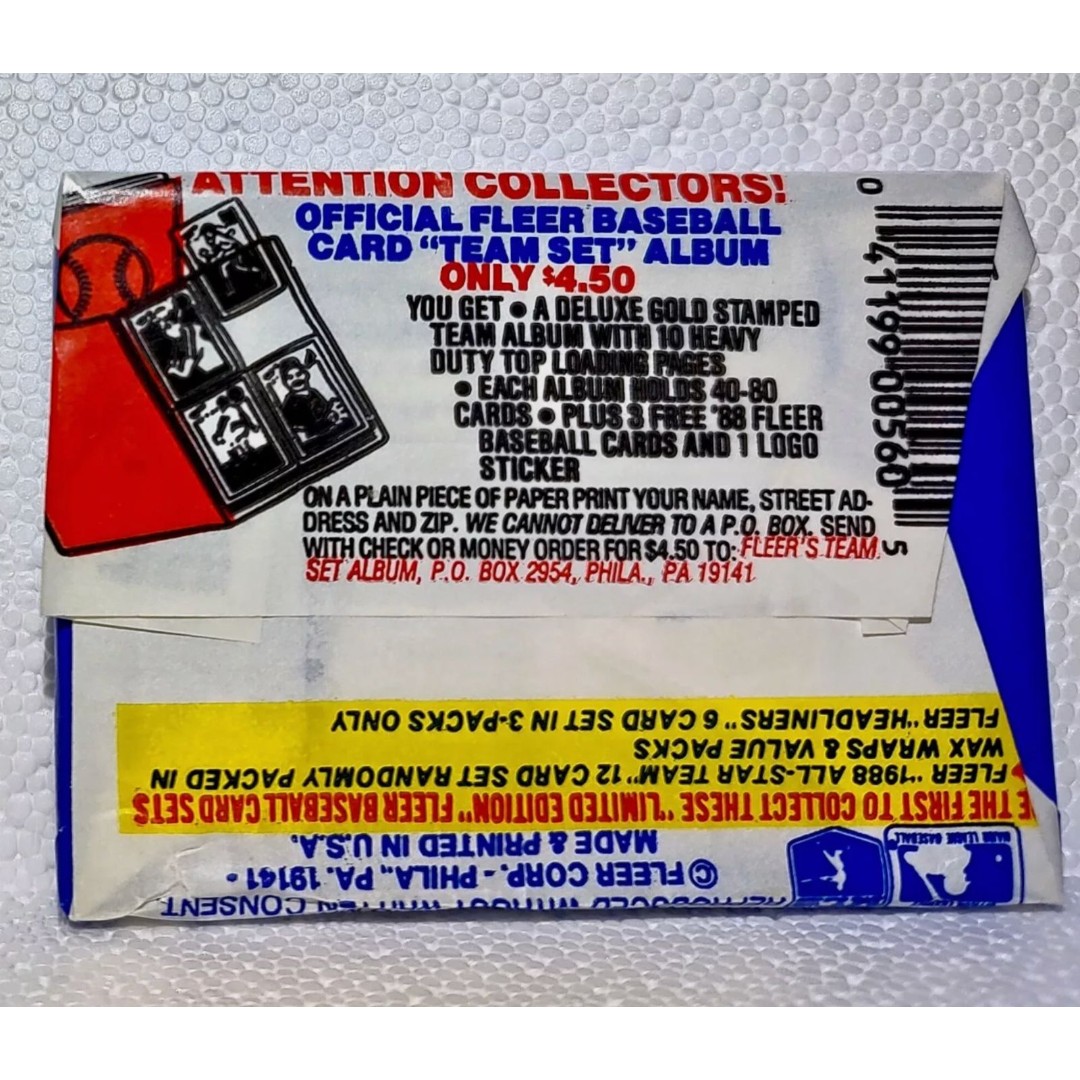 ATTENTION COLLECTORS!
OFFICIAL FLEER BASEBALL
CARD "TEAM SET" ALBUM
ONLY $4.50
YOU GET • A DELUXE GOLD STAMPED
TEAM ALBUM WITH 10 HEAVY
DUTY TOP LOADING PAGES
• EACH ALBUM HOLDS 40-80
CARDS • PLUS 3 FREE '88 FLEER
BASEBALL CARDS AND 1 LOGO
STICKER
ON A PLAIN PIECE OF PAPER PRINT YOUR NAME, STREET AD-
DRESS AND ZIP. WE CANNOT DELIVER TO A P.O. BOX. SEND
WITH CHECK OR MONEY ORDER FOR $4.50 TO: FLEER'S TEAM
SET ALBUM, P.O. BOX 2954, PHILA., PA 19141
0 41199 00560 5
WITHOUT WRITTEN CONSENT
© FLEER CORP. - PHILA., PA. 19141 •
MADE & PRINTED IN U.S.A.
MAJOR LEAGUE BASEBALL
E THE FIRST TO COLLECT THESE "LIMITED EDITION" FLEER BASEBALL CARD SETS
FLEER "1988 ALL-STAR TEAM" 12 CARD SET RANDOMLY PACKED IN
WAX WRAPS & VALUE PACKS
FLEER "HEADLINERS" 6 CARD SET IN 3-PACKS ONLY